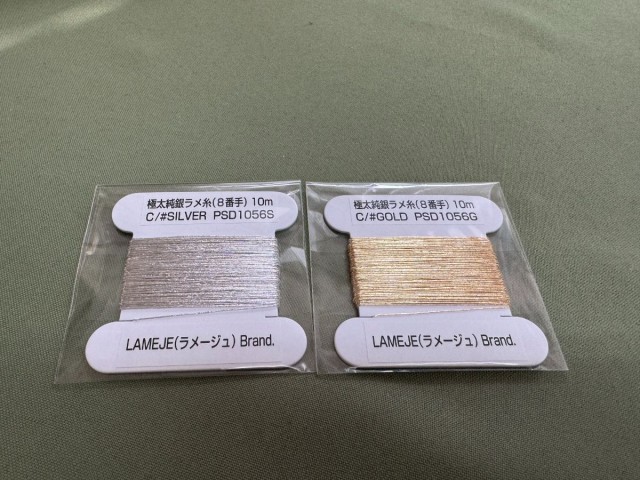 極太純銀ラメ糸(8番手) 10m
C/#SILVER PSD1056S
LAMEJE(ラメージュ) Brand.
極太純銀ラメ糸(8番手) 10m
C/#GOLD PSD1056G
LAMEJE(ラメージュ) Brand.